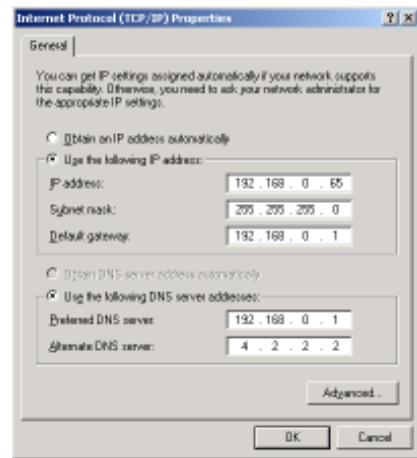 Internet Protocol (TCP/IP) Properties
? X
General
You can get IP settings assigned automatically if your network supports
this capability. Otherwise, you need to ask your network administrator for
the appropriate IP settings.
Obtain an IP address automatically
Use the following IP address:
IP address: 192 . 168 . 0 . 65
Subnet mask: 255 . 255 . 255 . 0
Default gateway: 192 . 168 . 0 . 1
Obtain DNS server address automatically
Use the following DNS server addresses:
Preferred DNS server: 192 . 168 . 0 . 1
Alternate DNS server: 4 . 2 . 2 . 2
Advanced...
OK Cancel